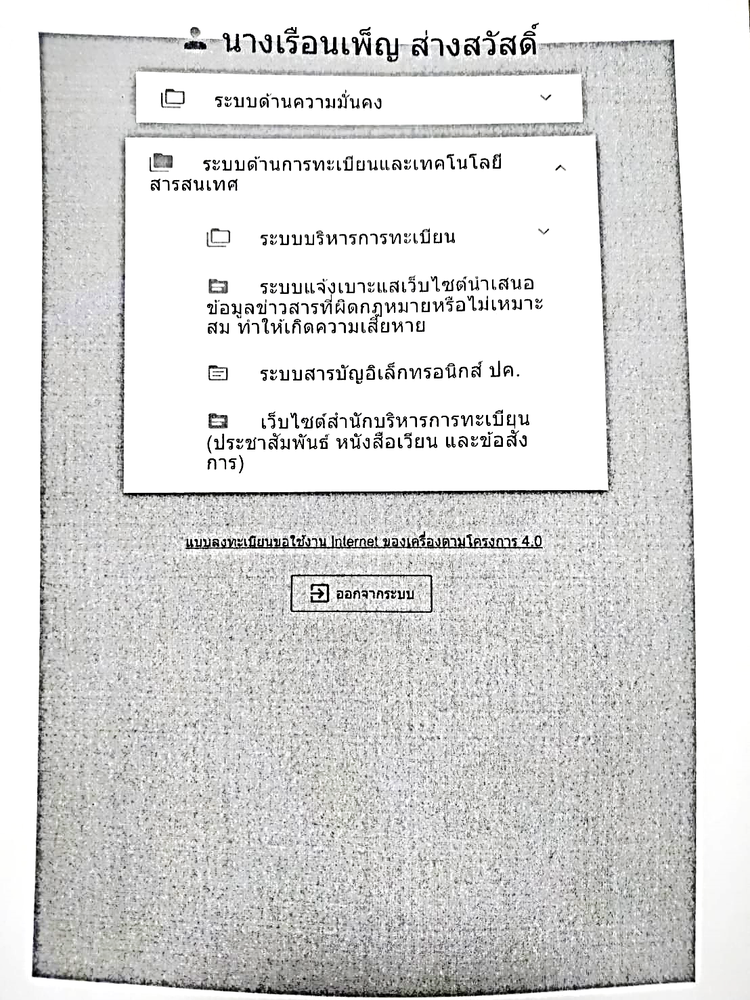 นางเรือนเพ็ญ ส่างสวัสดิ์
ระบบด้านความมั่นคง
ระบบด้านการทะเบียนและเทคโนโลยี
สารสนเทศ
ระบบบริหารการทะเบียน
ระบบแจ้งเบาะแสเว็บไซต์นำเสนอ
ข้อมูลข่าวสารที่ผิดกฎหมายหรือไม่เหมาะ
สม ทำให้เกิดความเสียหาย
ระบบสารบัญอิเล็กทรอนิกส์ ปค.
เว็บไซต์สำนักบริหารการทะเบียน
(ประชาสัมพันธ์ หนังสือเวียน และข้อสั่ง
การ)
แบบลงทะเบียนขอใช้งาน Internet ของเครื่องตามโครงการ 4.0
ออกจากระบบ